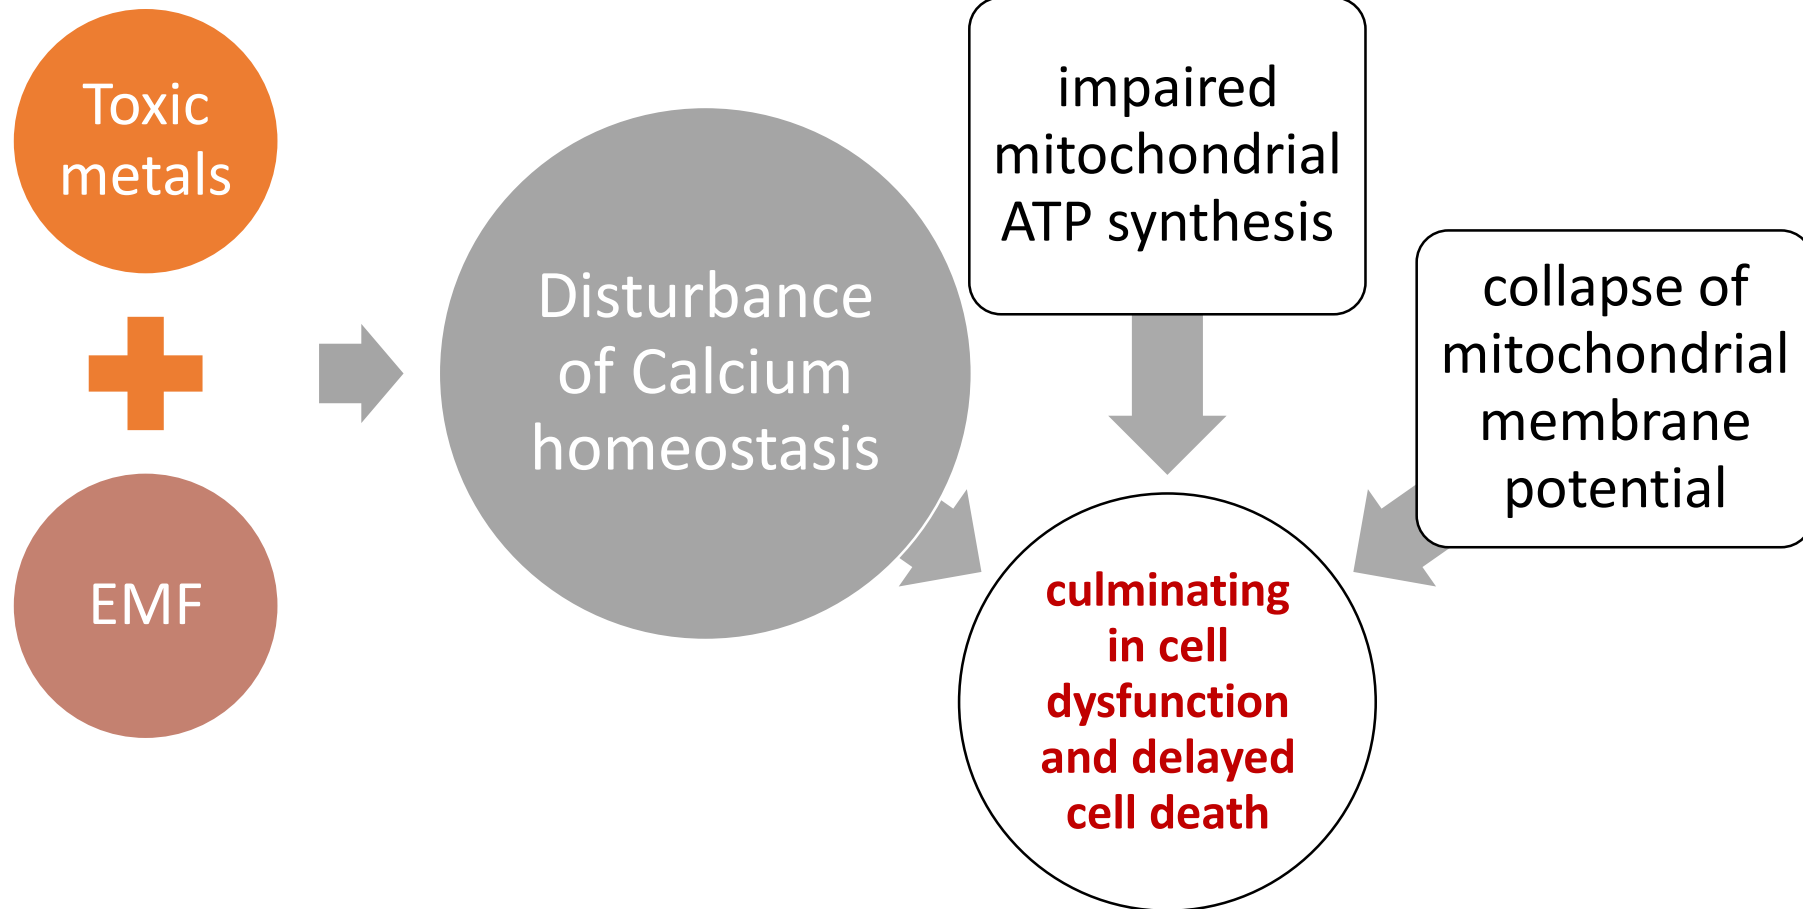 Toxic
metals
EMF
Disturbance
of Calcium
homeostasis
impaired
mitochondrial
ATP synthesis
collapse of
mitochondrial
membrane
potential
culminating
in cell
dysfunction
and delayed
cell death